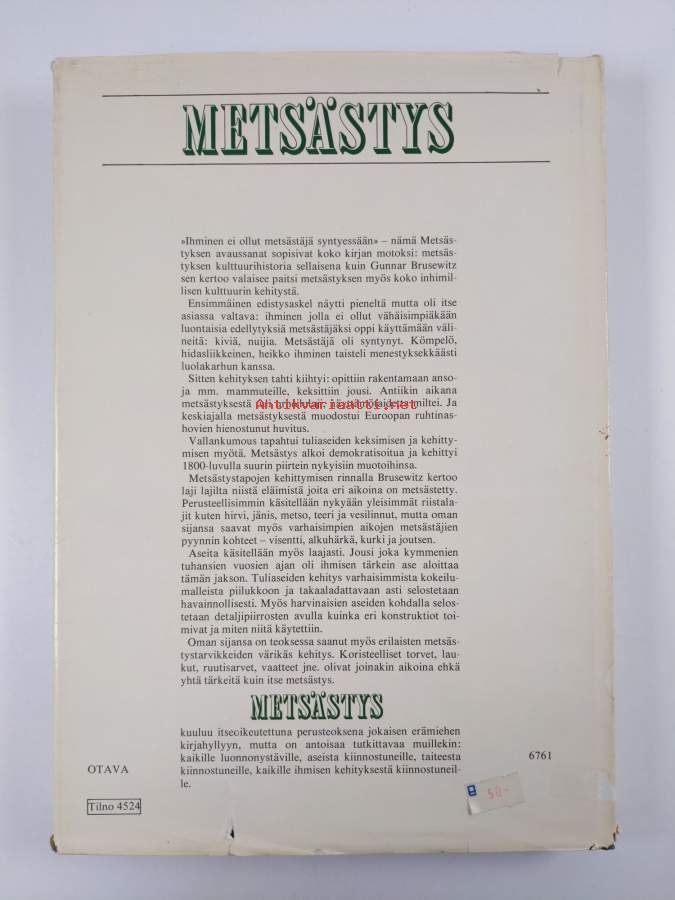 METSÄSTYS
»Ihminen ei ollut metsästäjä syntyessään» – nämä Metsäs-
tyksen avaussanat sopisivat koko kirjan motoksi: metsäs-
tyksen kulttuurihistoria sellaisena kuin Gunnar Brusewitz
sen kertoo valaisee paitsi metsästyksen myös koko inhimil-
lisen kulttuurin kehitystä.
Ensimmäinen edistysaskel näytti pieneltä mutta oli itse
asiassa valtava: ihminen jolla ei ollut vähäisimpiäkään
luontaisia edellytyksiä metsästäjäksi oppi käyttämään väli-
neitä: kiviä, nuijia. Metsästäjä oli syntynyt. Kömpelö,
hidasliikkeinen, heikko ihminen taisteli menestyksekkäästi
luolakarhun kanssa.
Sitten kehityksen tahti kiihtyi: opittiin rakentamaan anso-
ja mm. mammuteille, keksittiin jousi. Antiikin aikana
metsästyksestä tuli urheilulaji, näyttämötaidetta miltei. Ja
Antikvariaatti.net
keskiajalla metsästyksestä muodostui Euroopan ruhtinas-
hovien hienostunut huvitus.
Vallankumous tapahtui tuliaseiden keksimisen ja kehitty-
misen myötä. Metsästys alkoi demokratisoitua ja kehittyi
1800-luvulla suurin piirtein nykyisiin muotoihinsa.
Metsästystapojen kehittymisen rinnalla Brusewitz kertoo
laji lajilta niistä eläimistä joita eri aikoina on metsästetty.
Perusteellisimmin käsitellään nykyään yleisimmät riistala-
jit kuten hirvi, jänis, metso, teeri ja vesilinnut, mutta oman
sijansa saavat myös varhaisimpien aikojen metsästäjien
pyynnin kohteet – visentti, alkuhärkä, kurki ja joutsen.
Aseita käsitellään myös laajasti. Jousi joka kymmenien
tuhansien vuosien ajan oli ihmisen tärkein ase aloittaa
tämän jakson. Tuliaseiden kehitys varhaisimmista kokeilu-
malleista piilukkoon ja takaaladattavaan asti selostetaan
havainnollisesti. Myös harvinaisien aseiden kohdalla selos-
tetaan detaljipiirrosten avulla kuinka eri konstruktiot toi-
mivat ja miten niitä käytettiin.
Oman sijansa on teoksessa saanut myös erilaisten metsäs-
tystarvikkeiden värikäs kehitys. Koristeelliset torvet, lau-
kut, ruutisarvet, vaatteet jne. olivat joinakin aikoina ehkä
yhtä tärkeitä kuin itse metsästys.
METSÄSTYS
kuuluu itseoikeutettuna perusteoksena jokaisen erämiehen
kirjahyllyyn, mutta on antoisaa tutkittavaa muillekin:
kaikille luonnonystäville, aseista kiinnostuneille, taiteesta
kiinnostuneille, kaikille ihmisen kehityksestä kiinnostuneil-
le.
6761
OTAVA
Tilno 4524
50-